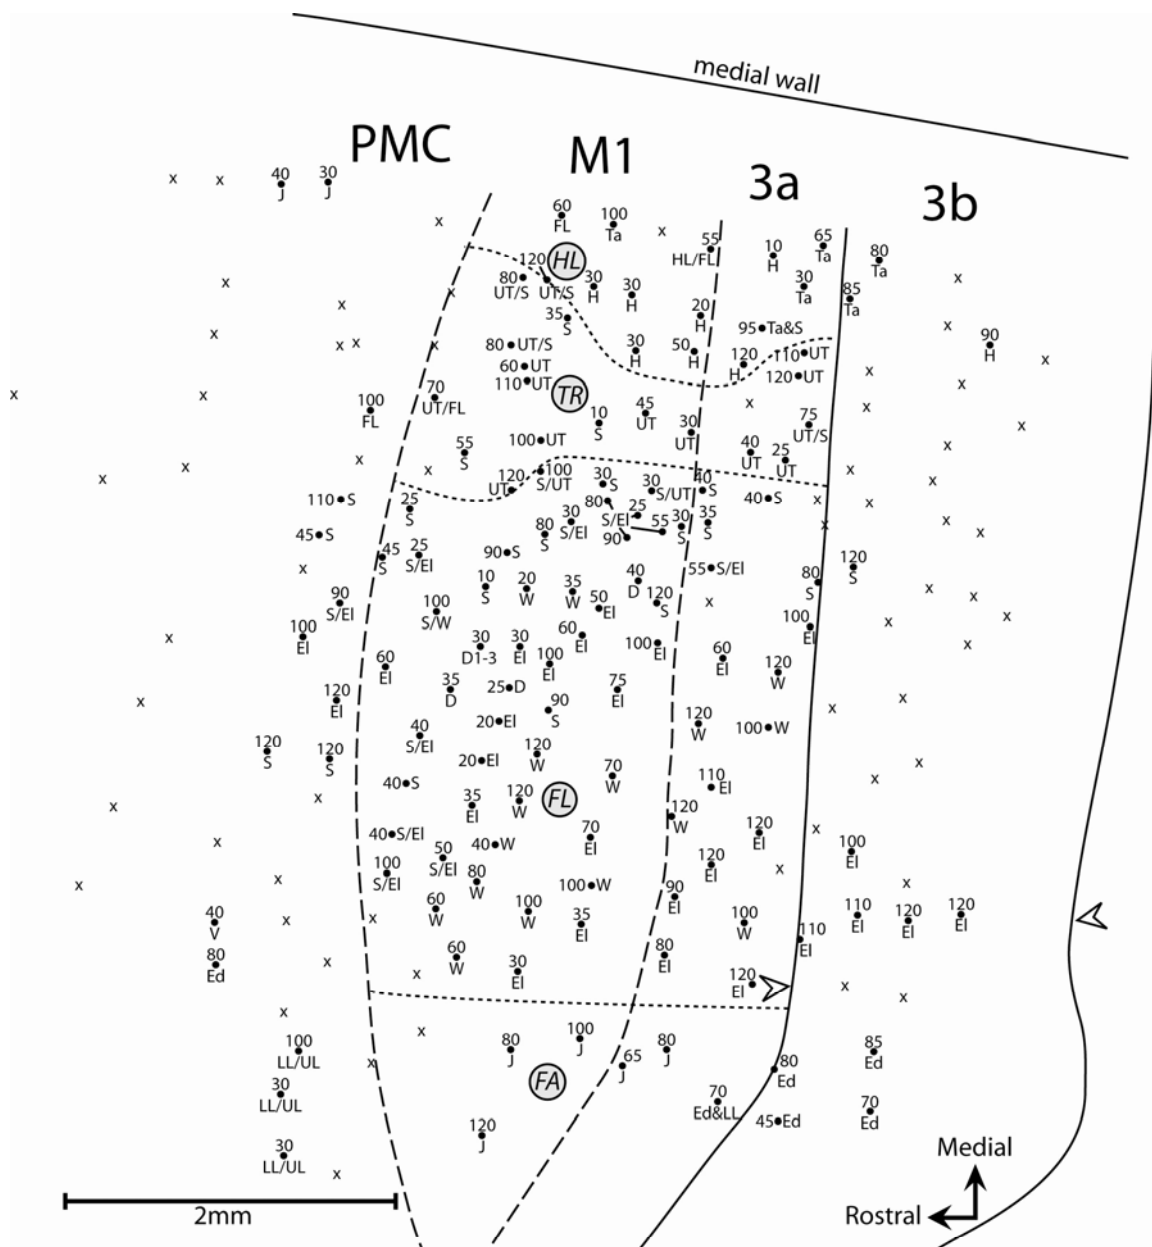 medial wall
PMC
M1
3a
3b
x x 40 J 30 J
x 60 FL 100 Ta x 55 HL/FL 10 H 65 Ta 80 Ta
HL
x x 120 UT/S 80 UT/S 30 H 30 H 30 Ta 85 Ta x
x x 35 S 20 H 95 Ta&S x
x x x x 80 UT/S 30 H 50 H 120 H 110 UT 90 H x
60 UT 110 UT 120 UT x x
TR
x x 100 FL 70 UT/FL 10 S 45 UT 30 UT x 75 UT/S x x
x x x x 55 S 100 UT 40 UT 25 UT x x
110 S 25 S 120 UT 100 S/UT 30 S 30 S/UT 40 S 40 S x x
45 S 80 S 30 S/EI 80 S/EI 25 90 55 30 S 35 S x x x
x 45 S 25 S/EI 90 S 55 S/EI 80 S 120 S
90 S/EI 100 S/W 10 S 20 W 35 W 50 EI 40 D 120 S x x x x
x 100 EI 30 D1-3 30 EI 60 EI 100 EI 100 EI x x
60 EI 100 EI 60 EI 120 W
x 120 EI 35 D 25 D 75 EI x x
20 EI 90 S 120 W 100 W
120 S 120 S 40 S/EI 20 EI 120 W x
x x 40 S 35 EI 120 W 70 W 110 EI x
FL
x 40 S/EI 40 W 70 EI 120 W 120 EI x 100 EI
x x 100 S/EI 50 S/EI 80 W 100 W 120 EI x x
40 V x x 60 W 100 W 35 EI 90 EI 100 W 110 EI 120 EI 120 EI
80 Ed x x 60 W 30 EI 80 EI 110 EI
120 EI x x
x
x 80 J 100 J
100 LL/UL x 65 J 80 J 80 Ed 85 Ed
FA
30 LL/UL 70 Ed&LL 45 Ed 70 Ed
120 J
30 LL/UL x
Medial
2mm
Rostral